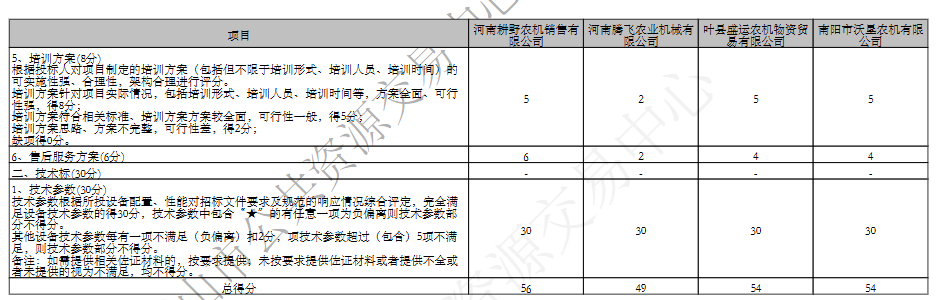 项目
河南耕野农机销售有限公司
河南腾飞农业机械有限公司
叶县盛运农机物资贸易有限公司
南阳市沃垦农机有限公司
5、培训方案(8分)
根据投标人对项目制定的培训方案（包括但不限于培训形式、培训人员、培训时间）的
可实施性强、合理性，架构合理进行评分。
培训方案针对项目实际情况，包括培训形式、培训人员、培训时间等，方案全面、可行
性强，得8分；
培训方案符合相关标准、培训方案方案较全面，可行性一般，得5分；
培训方案思路、方案不完整，可行性差，得2分；
缺项得0分。
5 2 5 5
6、售后服务方案(6分) 6 2 4 4
二、技术标(30分) - - - -
1、技术参数(30分)
技术参数根据所投设备配置、性能对招标文件要求及规范的响应情况综合评定，完全满
足设备技术参数的得30分，技术参数中包含“★”的有任意一项为负偏离则技术参数部
分不得分。
其他设备技术参数每有一项不满足（负偏离）扣2分，项技术参数超过（包含）5项不满
足，则技术参数部分不得分。
备注：如需提供相关佐证材料的，按要求提供；未按要求提供佐证材料或者提供不全或
者未提供的视为不满足，均不得分。
30 30 30 30
总得分 56 49 54 54
山市公共资源交易中心
资源交易中心